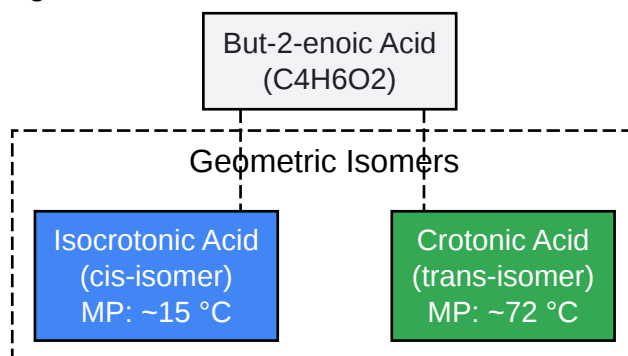 But-2-enoic Acid
(C4H6O2)
Geometric Isomers
Isocrotonic Acid
(cis-isomer)
MP: ~15 °C
Crotonic Acid
(trans-isomer)
MP: ~72 °C